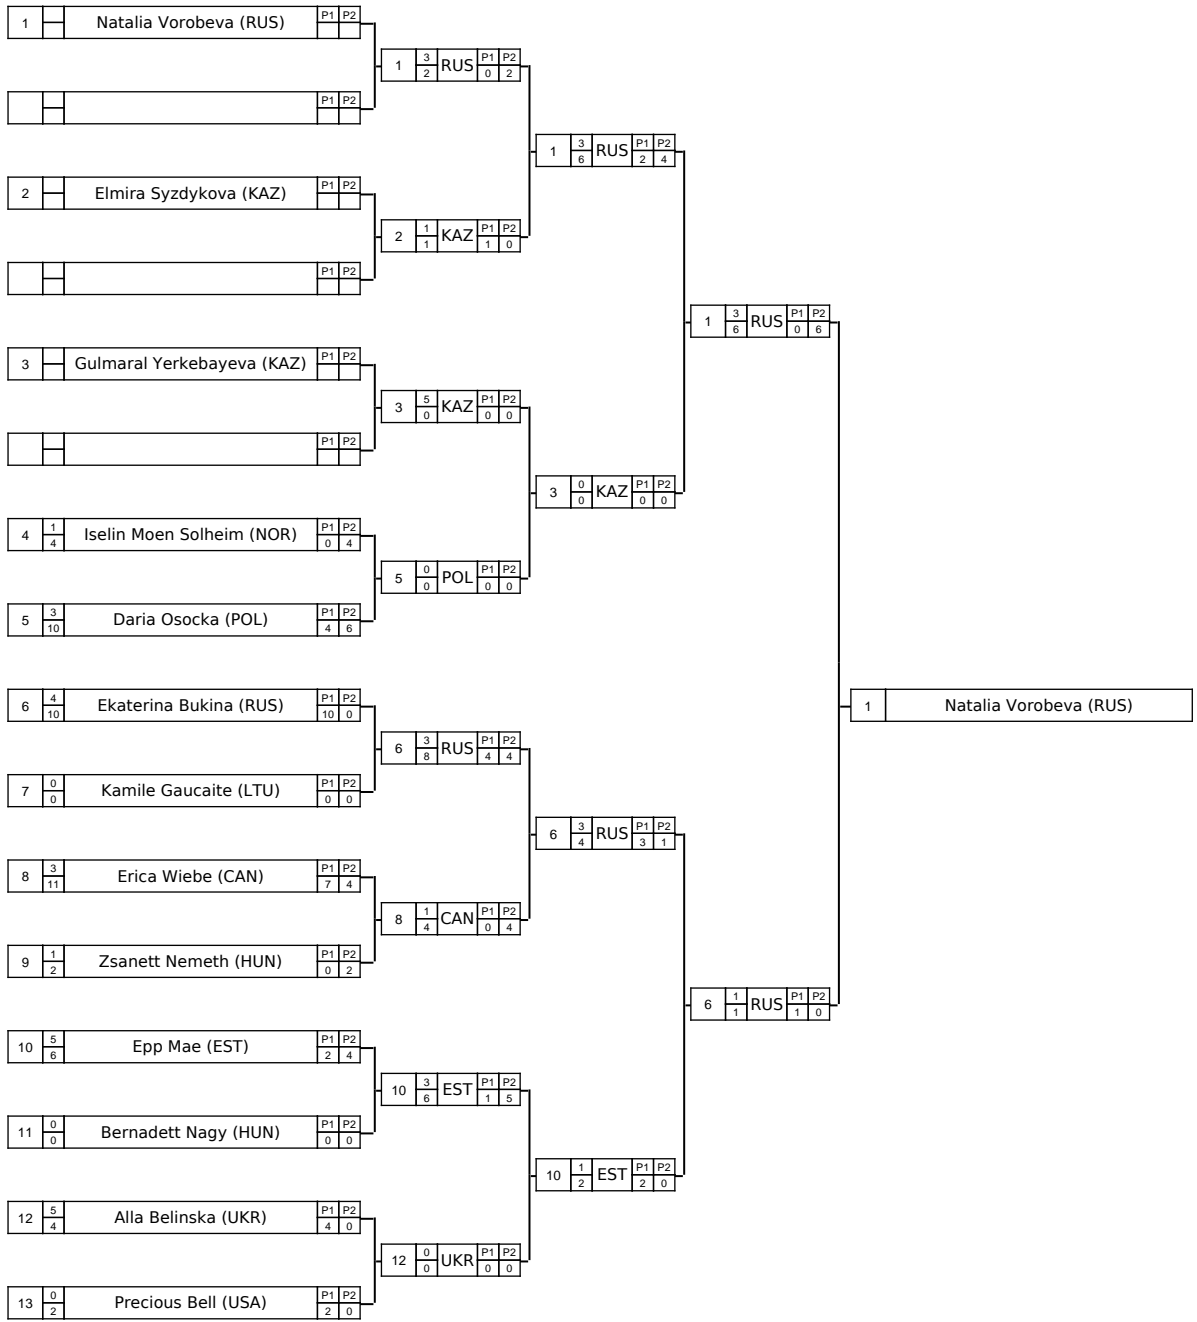 1 Natalia Vorobeva (RUS) P1 P2
1 3 2 RUS P1 P2 0 2
P1 P2
1 3 6 RUS P1 P2 2 4
2 Elmira Syzdykova (KAZ) P1 P2
2 1 1 KAZ P1 P2 1 0
P1 P2
1 3 6 RUS P1 P2 0 6
3 Gulmaral Yerkebayeva (KAZ) P1 P2
3 5 0 KAZ P1 P2 0 0
P1 P2
3 0 0 KAZ P1 P2 0 0
4 1 4 Iselin Moen Solheim (NOR) P1 P2 0 4
5 0 0 POL P1 P2 0 0
5 3 10 Daria Osocka (POL) P1 P2 4 6
6 4 10 Ekaterina Bukina (RUS) P1 P2 10 0
1 Natalia Vorobeva (RUS)
6 3 8 RUS P1 P2 4 4
7 0 0 Kamile Gaucaite (LTU) P1 P2 0 0
6 3 4 RUS P1 P2 3 1
8 3 11 Erica Wiebe (CAN) P1 P2 7 4
8 1 4 CAN P1 P2 0 4
9 1 2 Zsanett Nemeth (HUN) P1 P2 0 2
6 1 1 RUS P1 P2 1 0
10 5 6 Epp Mae (EST) P1 P2 2 4
10 3 6 EST P1 P2 1 5
11 0 0 Bernadett Nagy (HUN) P1 P2 0 0
10 1 2 EST P1 P2 2 0
12 5 4 Alla Belinska (UKR) P1 P2 4 0
12 0 0 UKR P1 P2 0 0
13 0 2 Precious Bell (USA) P1 P2 2 0